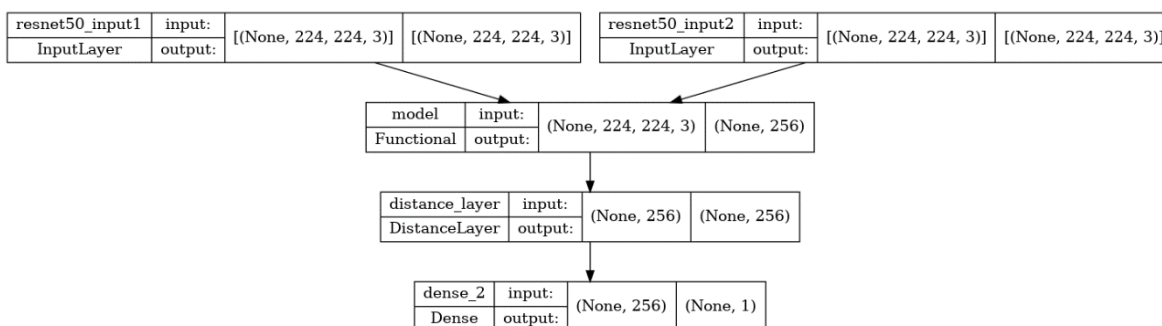 resnet50_input1 input: [(None, 224, 224, 3)] [(None, 224, 224, 3)]
InputLayer output:
resnet50_input2 input: [(None, 224, 224, 3)] [(None, 224, 224, 3)]
InputLayer output:
model input: (None, 224, 224, 3) (None, 256)
Functional output:
distance_layer input: (None, 256) (None, 256)
DistanceLayer output:
dense_2 input: (None, 256) (None, 1)
Dense output: